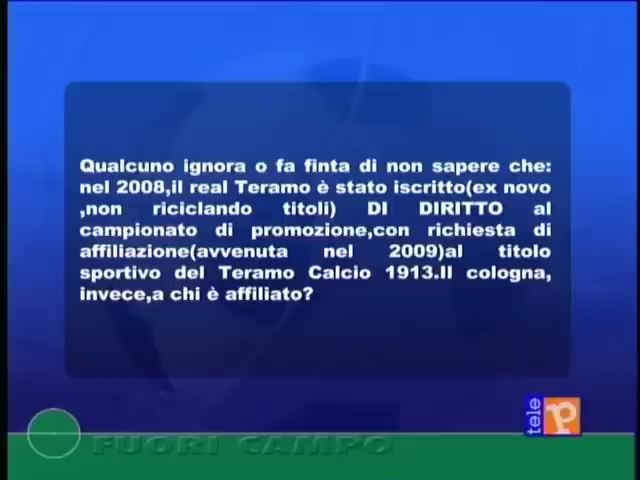 Qualcuno ignora o fa finta di non sapere che:
nel 2008,il real Teramo è stato iscritto(ex novo
,non riciclando titoli) DI DIRITTO al
campionato di promozione,con richiesta di
affiliazione(avvenuta nel 2009)al titolo
sportivo del Teramo Calcio 1913.Il cologna,
invece,a chi è affiliato?
tele p
FUORI CAMPO